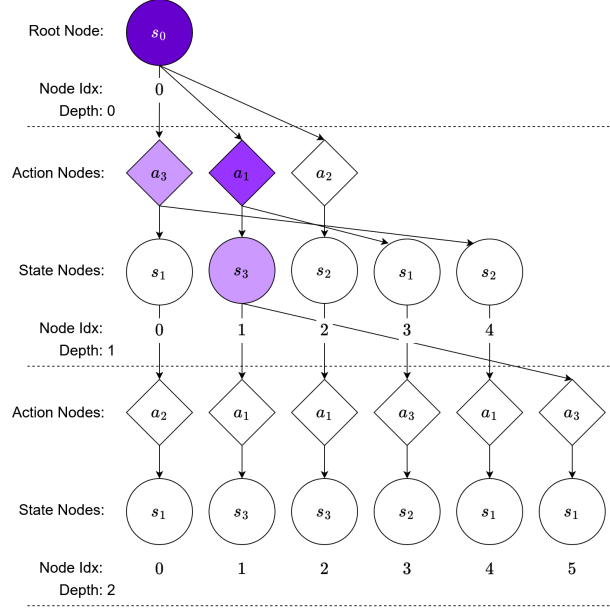 Root Node: s₀
Node Idx: 0
Depth: 0
Action Nodes: a₃ a₁ a₂
State Nodes: s₁ s₃ s₂ s₁ s₂
Node Idx: 0 1 2 3 4
Depth: 1
Action Nodes: a₂ a₁ a₁ a₃ a₁ a₃
State Nodes: s₁ s₃ s₃ s₂ s₁ s₁
Node Idx: 0 1 2 3 4 5
Depth: 2